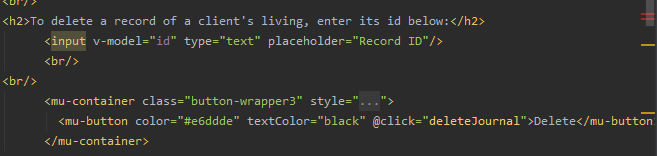 <br/>
<h2>To delete a record of a client's living, enter its id below:</h2>
<input v-model="id" type="text" placeholder="Record ID"/>
<br/>
<br/>
<mu-container class="button-wrapper3" style="...">
<mu-button color="#e6ddde" textColor="black" @click="deleteJournal">Delete</mu-button
</mu-container>